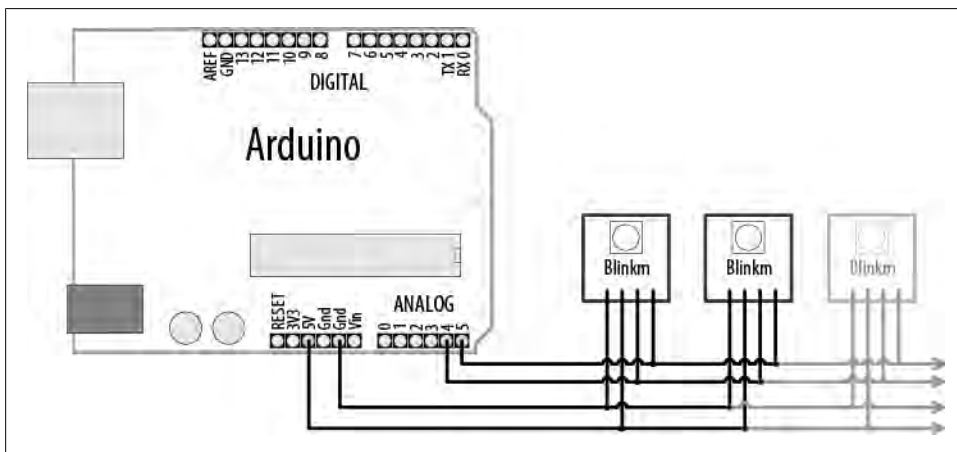 AREF
GND
13
12
11
10
9
8
7
6
5
4
3
2
TX 1
RX 0
DIGITAL
Arduino
Blinkm
Blinkm
Blinkm
RESET
3V3
5V
Gnd
Gnd
Vin
ANALOG
0
1
2
3
4
5